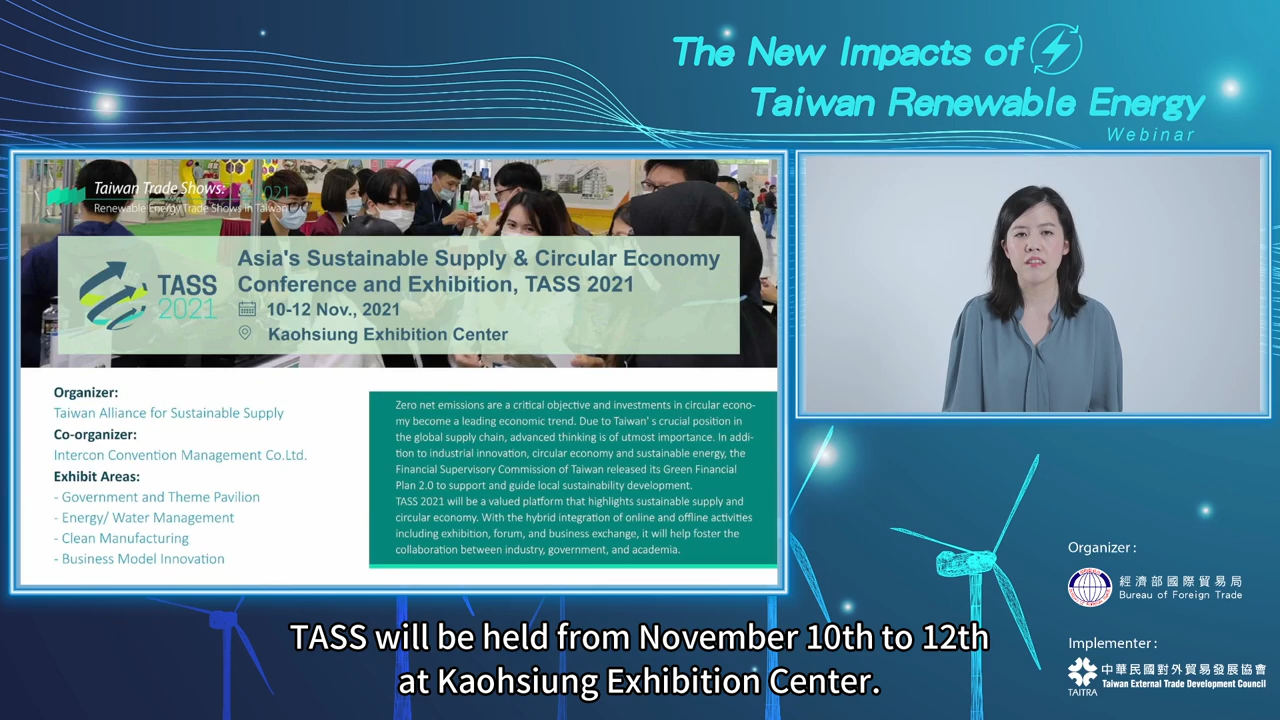 The New Impacts of
Taiwan Renewable Energy
Webinar
Taiwan Trade Shows: 2021
Renewable Energy Trade Shows in Taiwan
TASS
2021
Asia's Sustainable Supply & Circular Economy
Conference and Exhibition, TASS 2021
10-12 Nov., 2021
Kaohsiung Exhibition Center
Organizer:
Taiwan Alliance for Sustainable Supply
Co-organizer:
Intercon Convention Management Co.Ltd.
Exhibit Areas:
- Government and Theme Pavilion
- Energy/ Water Management
- Clean Manufacturing
- Business Model Innovation
Zero net emissions are a critical objective and investments in circular econo-
my become a leading economic trend. Due to Taiwan' s crucial position in
the global supply chain, advanced thinking is of utmost importance. In addi-
tion to industrial innovation, circular economy and sustainable energy, the
Financial Supervisory Commission of Taiwan released its Green Financial
Plan 2.0 to support and guide local sustainability development.
TASS 2021 will be a valued platform that highlights sustainable supply and
circular economy. With the hybrid integration of online and offline activities
including exhibition, forum, and business exchange, it will help foster the
collaboration between industry, government, and academia.
Organizer :
經濟部國際貿易局
Bureau of Foreign Trade
Implementer :
TAITRA
中華民國對外貿易發展協會
Taiwan External Trade Development Council
TASS will be held from November 10th to 12th
at Kaohsiung Exhibition Center.